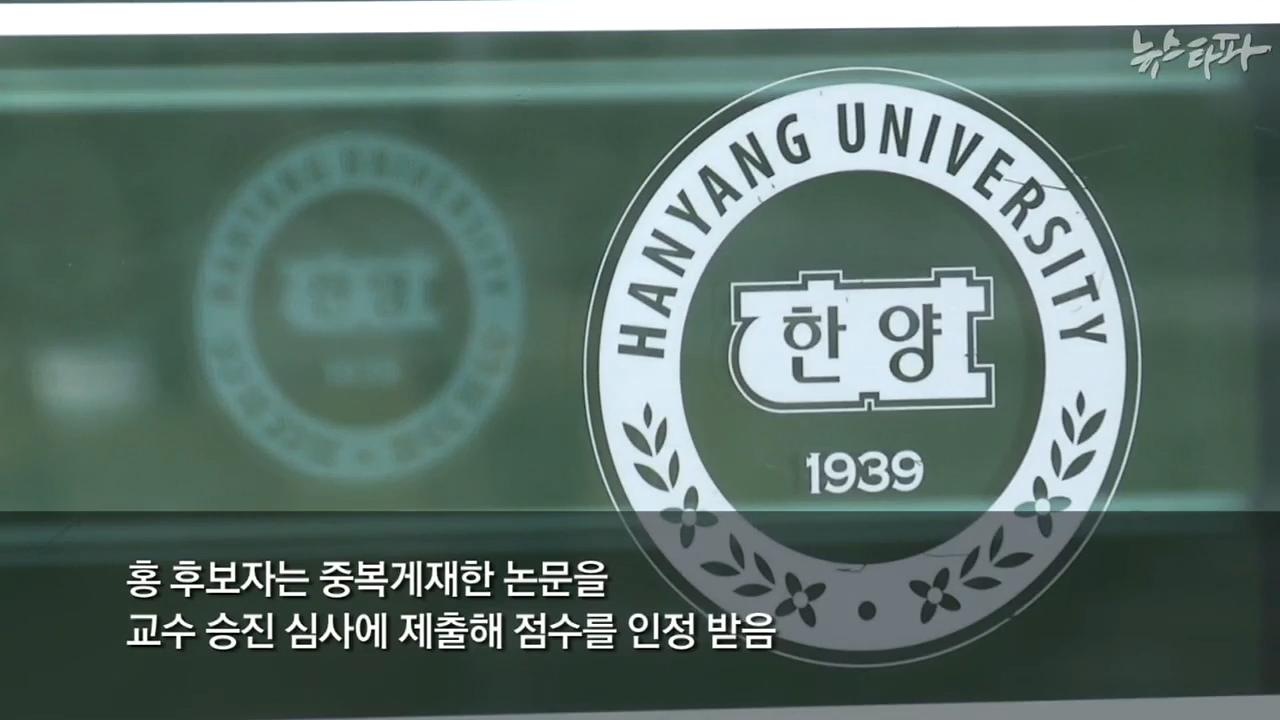 뉴스타파
HANYANG UNIVERSITY
한양
1939
홍 후보자는 중복게재한 논문을
교수 승진 심사에 제출해 점수를 인정 받음